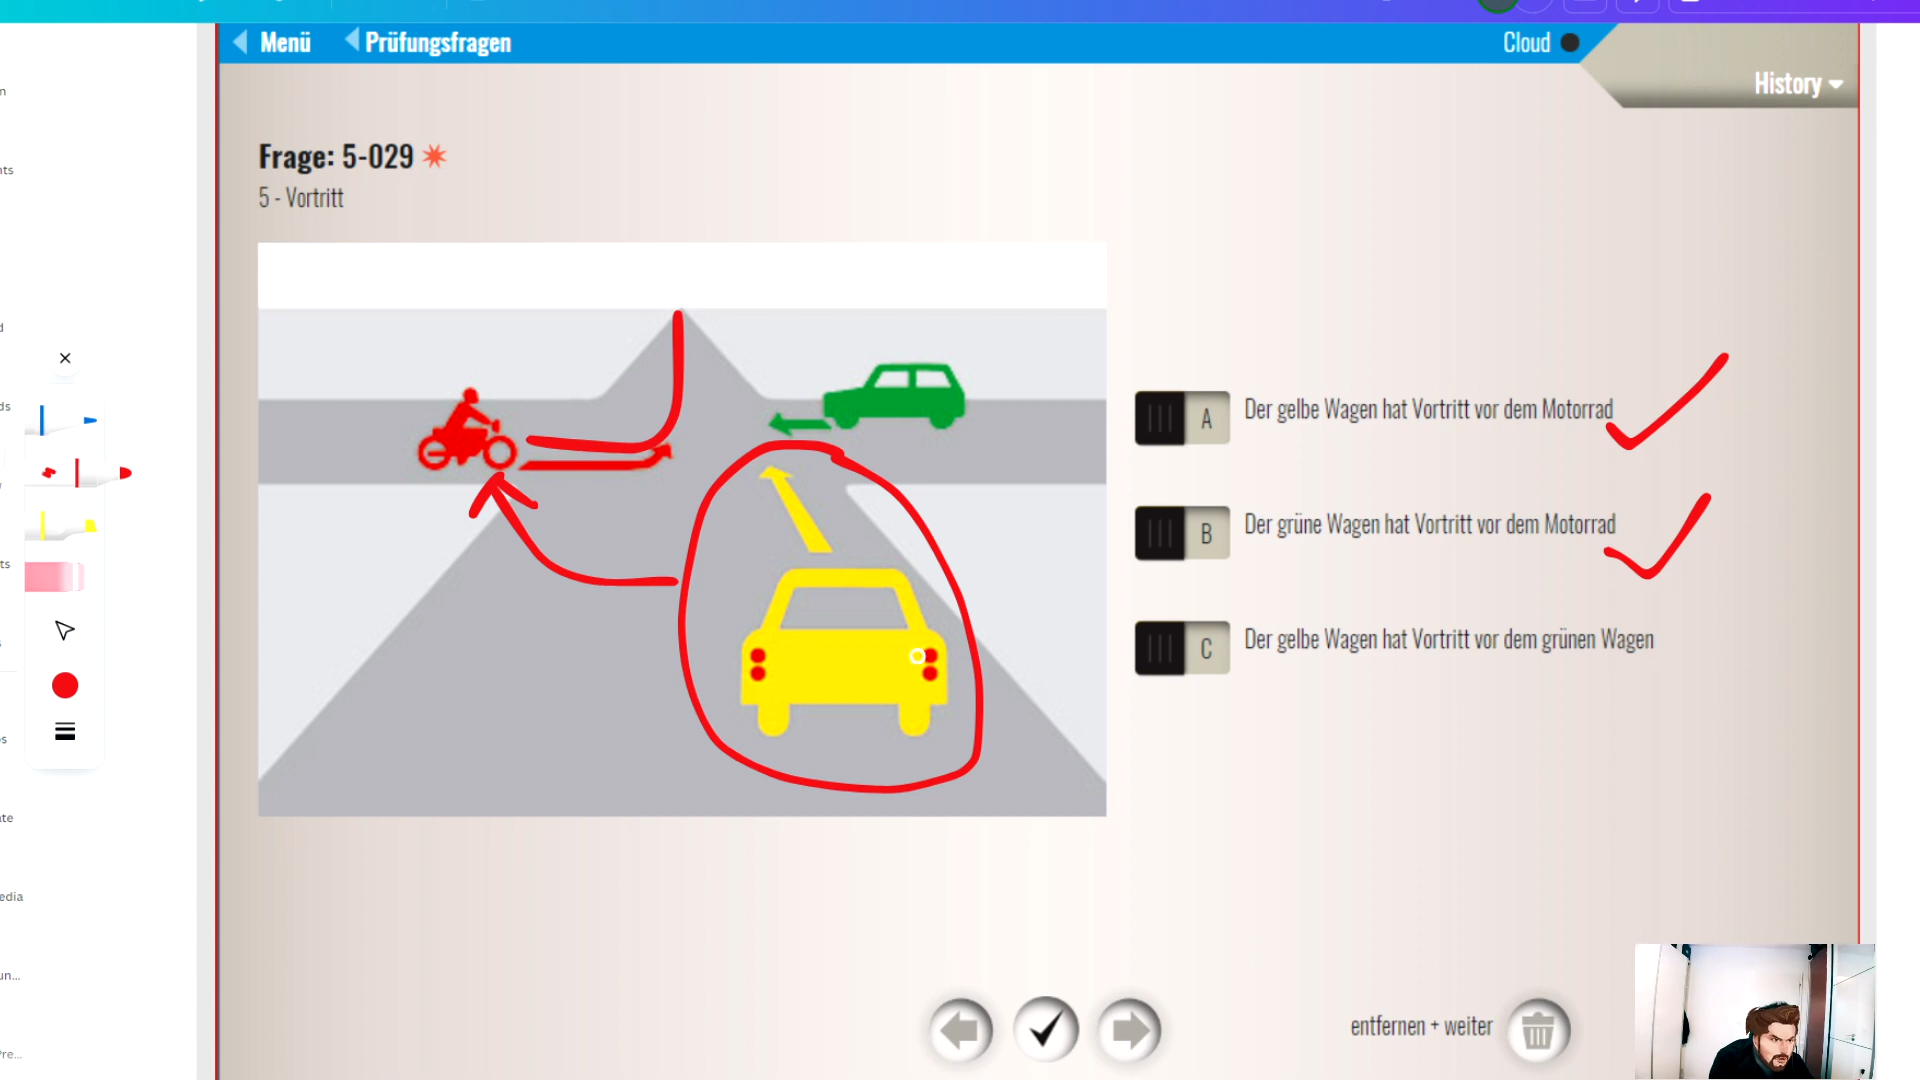 Menü
Prüfungsfragen
Cloud
History
Frage: 5-029
5 - Vortritt
A Der gelbe Wagen hat Vortritt vor dem Motorrad
B Der grüne Wagen hat Vortritt vor dem Motorrad
C Der gelbe Wagen hat Vortritt vor dem grünen Wagen
entfernen + weiter